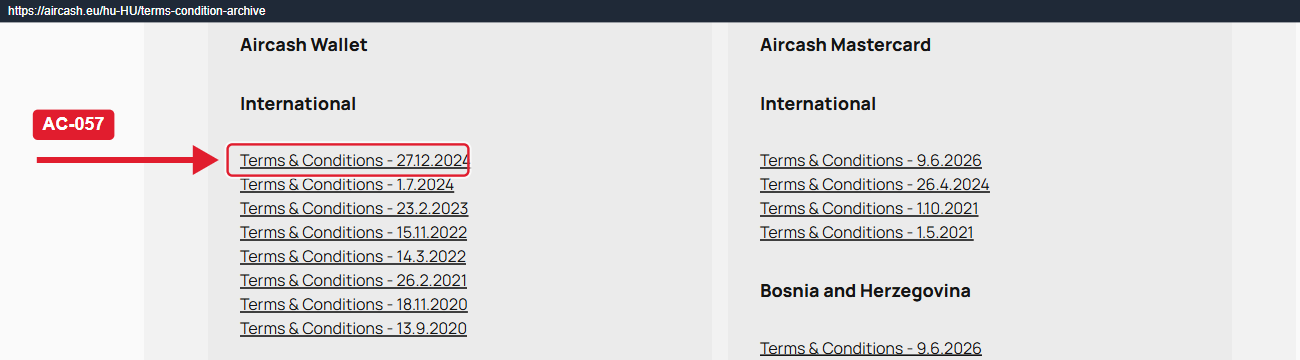 https://aircash.eu/hu-HU/terms-condition-archive
Aircash Wallet
International
AC-057
Terms & Conditions - 27.12.2024
Terms & Conditions - 1.7.2024
Terms & Conditions - 23.2.2023
Terms & Conditions - 15.11.2022
Terms & Conditions - 14.3.2022
Terms & Conditions - 26.2.2021
Terms & Conditions - 18.11.2020
Terms & Conditions - 13.9.2020
Aircash Mastercard
International
Terms & Conditions - 9.6.2026
Terms & Conditions - 26.4.2024
Terms & Conditions - 1.10.2021
Terms & Conditions - 1.5.2021
Bosnia and Herzegovina
Terms & Conditions - 9.6.2026